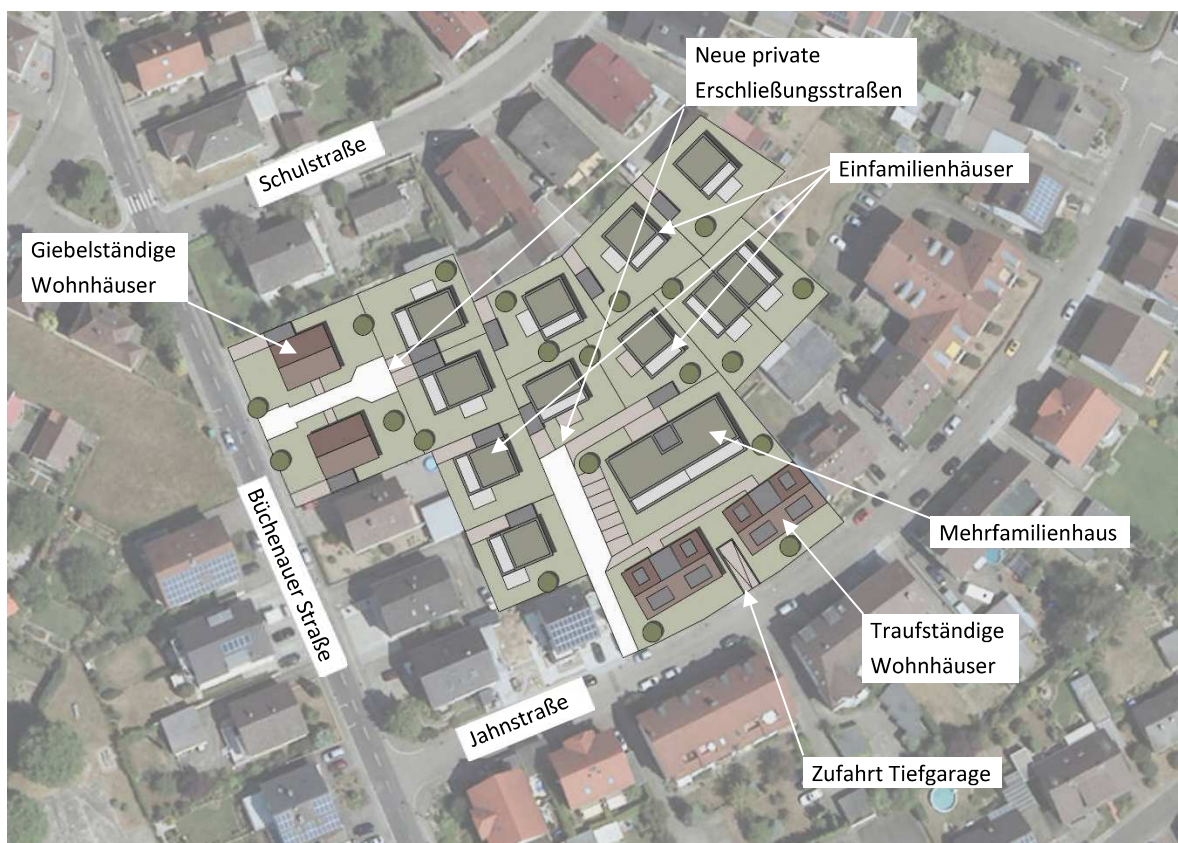 Neue private
Erschließungsstraßen
Schulstraße
Einfamilienhäuser
Giebelständige
Wohnhäuser
Büchenauer Straße
Mehrfamilienhaus
Traufständige
Wohnhäuser
Jahnstraße
Zufahrt Tiefgarage